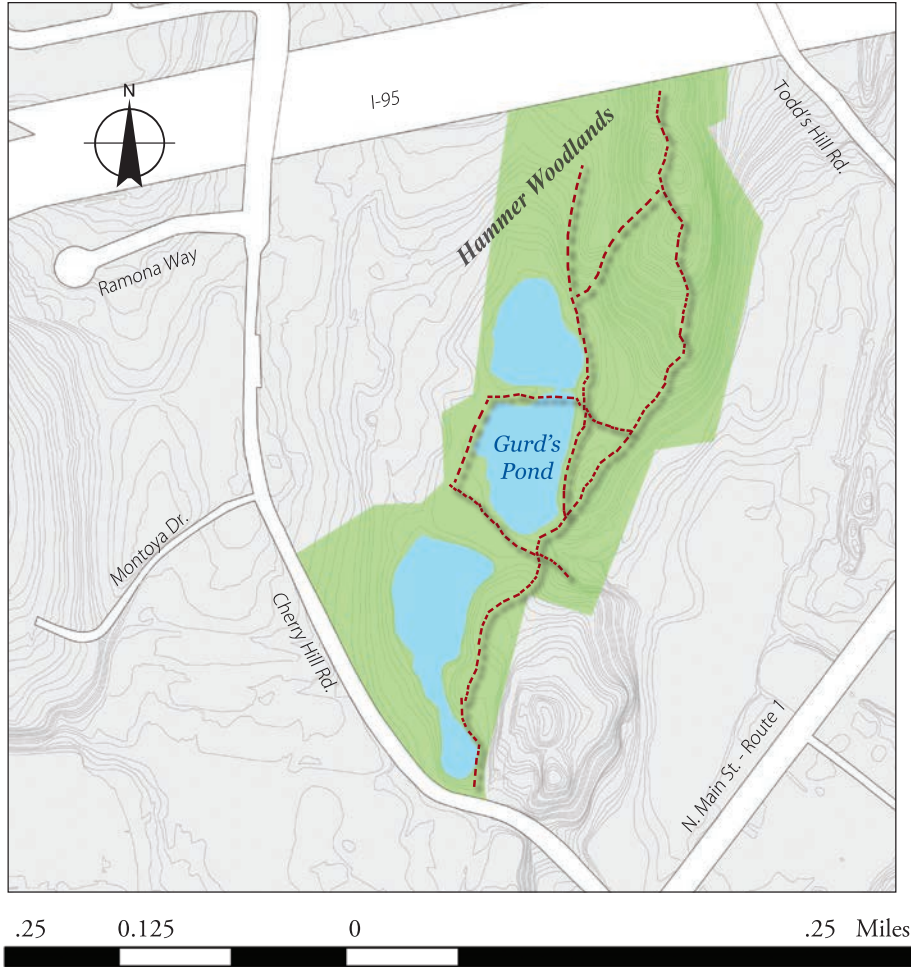 I-95
N
Todd's Hill Rd.
Hammer Woodlands
Ramona Way
Gurd's
Pond
Montoya Dr.
Cherry Hill Rd.
N. Main St. - Route 1
.25 0.125 0 .25 Miles